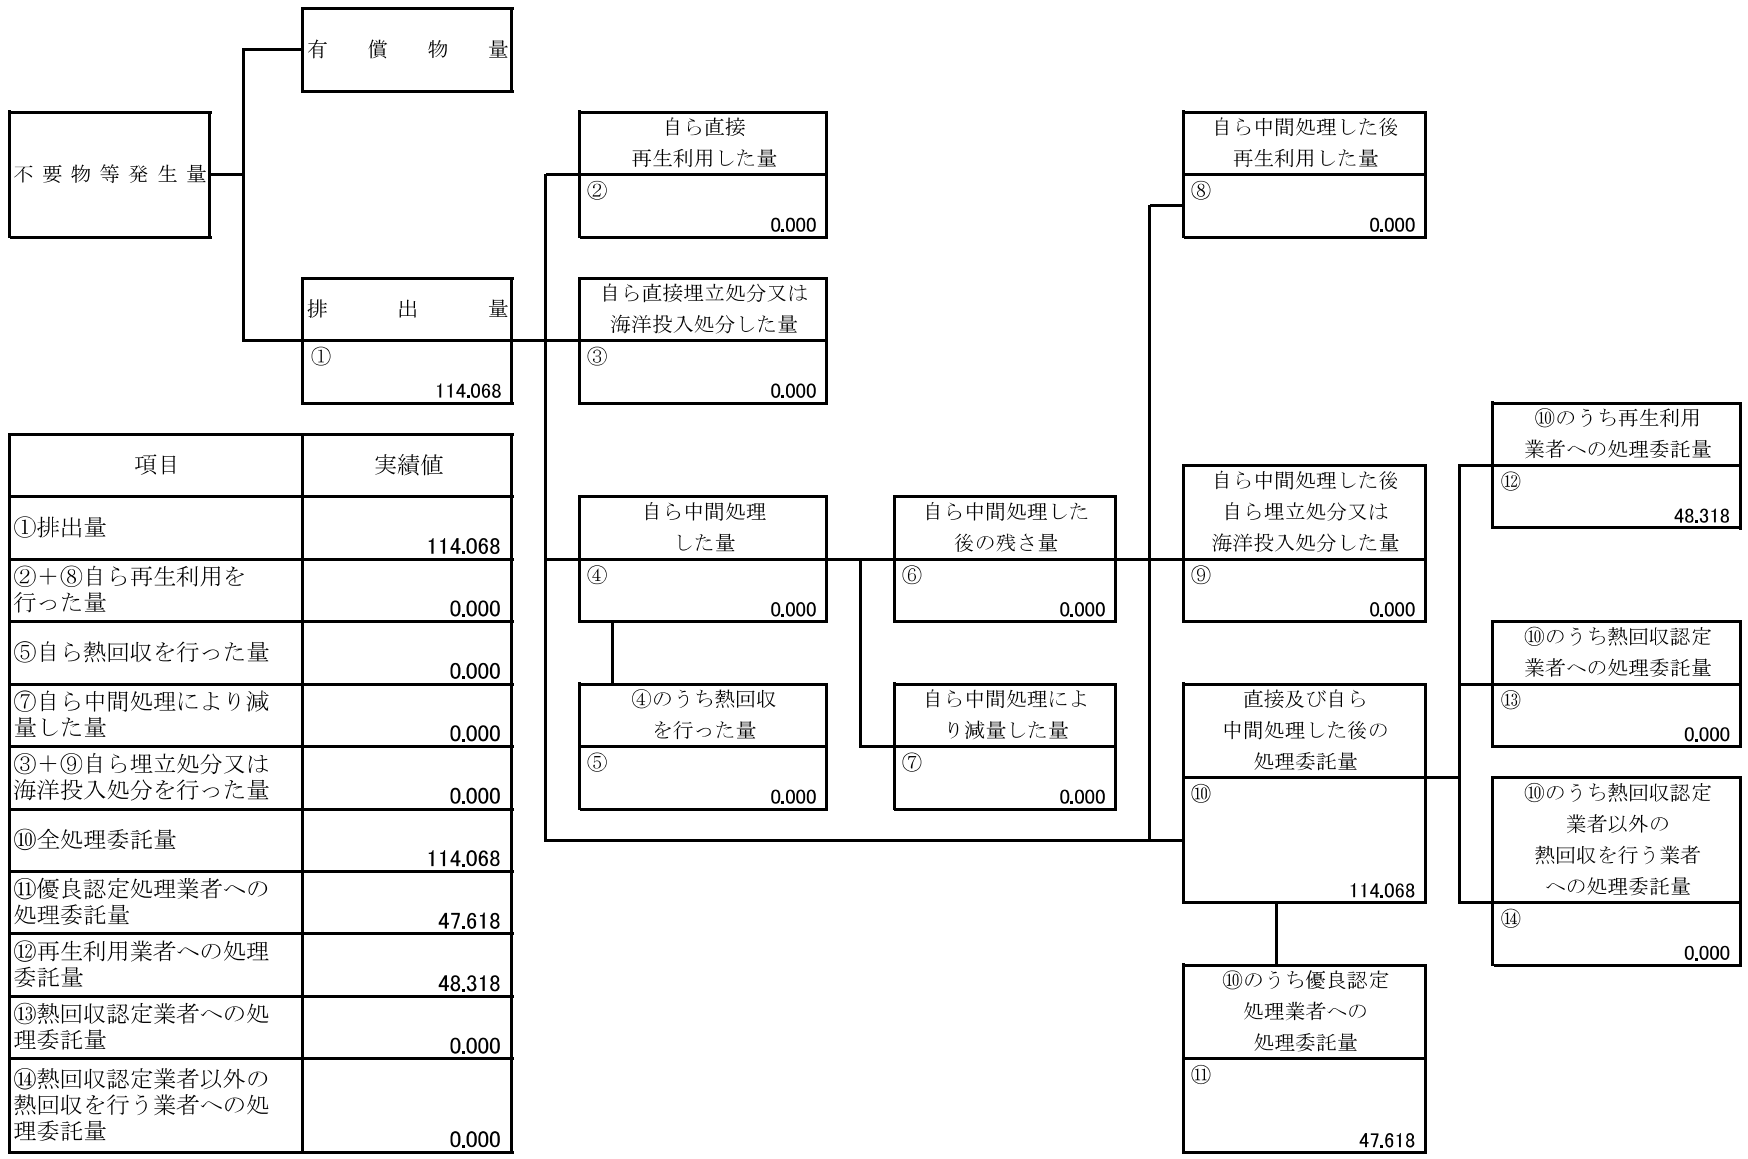 有償物量
不要物等発生量
排出量
①
114.068
自ら直接
再生利用した量
②
0.000
自ら直接埋立処分又は
海洋投入処分した量
③
0.000
自ら中間処理
した量
④
0.000
④のうち熱回収
を行った量
⑤
0.000
自ら中間処理した
後の残さ量
⑥
0.000
自ら中間処理によ
り減量した量
⑦
0.000
自ら中間処理した後
再生利用した量
⑧
0.000
自ら中間処理した後
自ら埋立処分又は
海洋投入処分した量
⑨
0.000
直接及び自ら
中間処理した後の
処理委託量
⑩
114.068
⑩のうち優良認定
処理業者への
処理委託量
⑪
47.618
⑩のうち再生利用
業者への処理委託量
⑫
48.318
⑩のうち熱回収認定
業者への処理委託量
⑬
0.000
⑩のうち熱回収認定
業者以外の
熱回収を行う業者
への処理委託量
⑭
0.000
項目 実績値
①排出量
114.068
②＋⑧自ら再生利用を
行った量
0.000
⑤自ら熱回収を行った量
0.000
⑦自ら中間処理により減
量した量
0.000
③＋⑨自ら埋立処分又は
海洋投入処分を行った量
0.000
⑩全処理委託量
114.068
⑪優良認定処理業者への
処理委託量
47.618
⑫再生利用業者への処理
委託量
48.318
⑬熱回収認定業者への処
理委託量
0.000
⑭熱回収認定業者以外の
熱回収を行う業者への処
理委託量
0.000